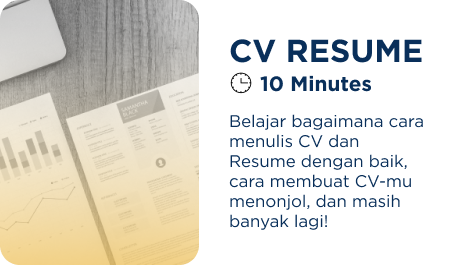 CV RESUME
10 Minutes
Belajar bagaimana cara
menulis CV dan
Resume dengan baik,
cara membuat CV-mu
menonjol, dan masih
banyak lagi!